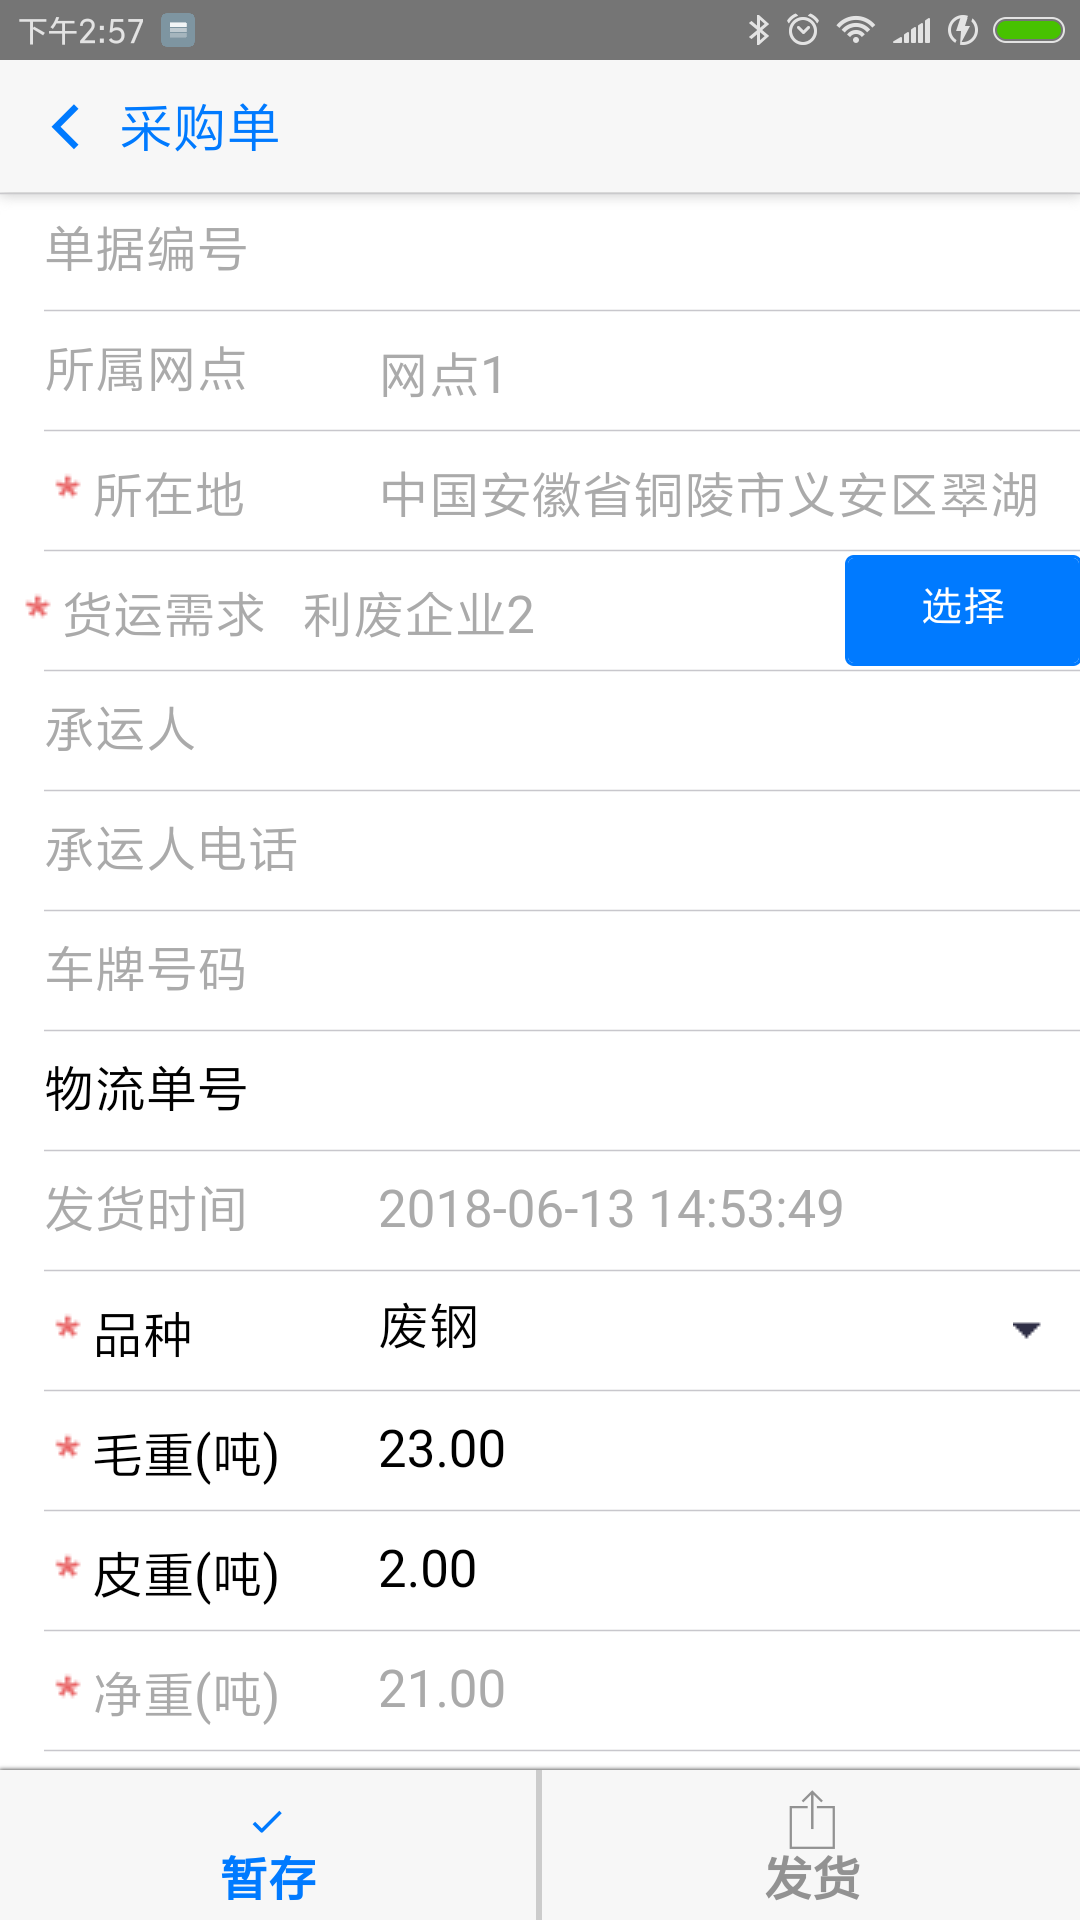 下午2:57
采购单
单据编号
所属网点 网点1
* 所在地 中国安徽省铜陵市义安区翠湖
* 货运需求 利废企业2 选择
承运人
承运人电话
车牌号码
物流单号
发货时间 2018-06-13 14:53:49
* 品种 废钢
* 毛重(吨) 23.00
* 皮重(吨) 2.00
* 净重(吨) 21.00
暂存 发货